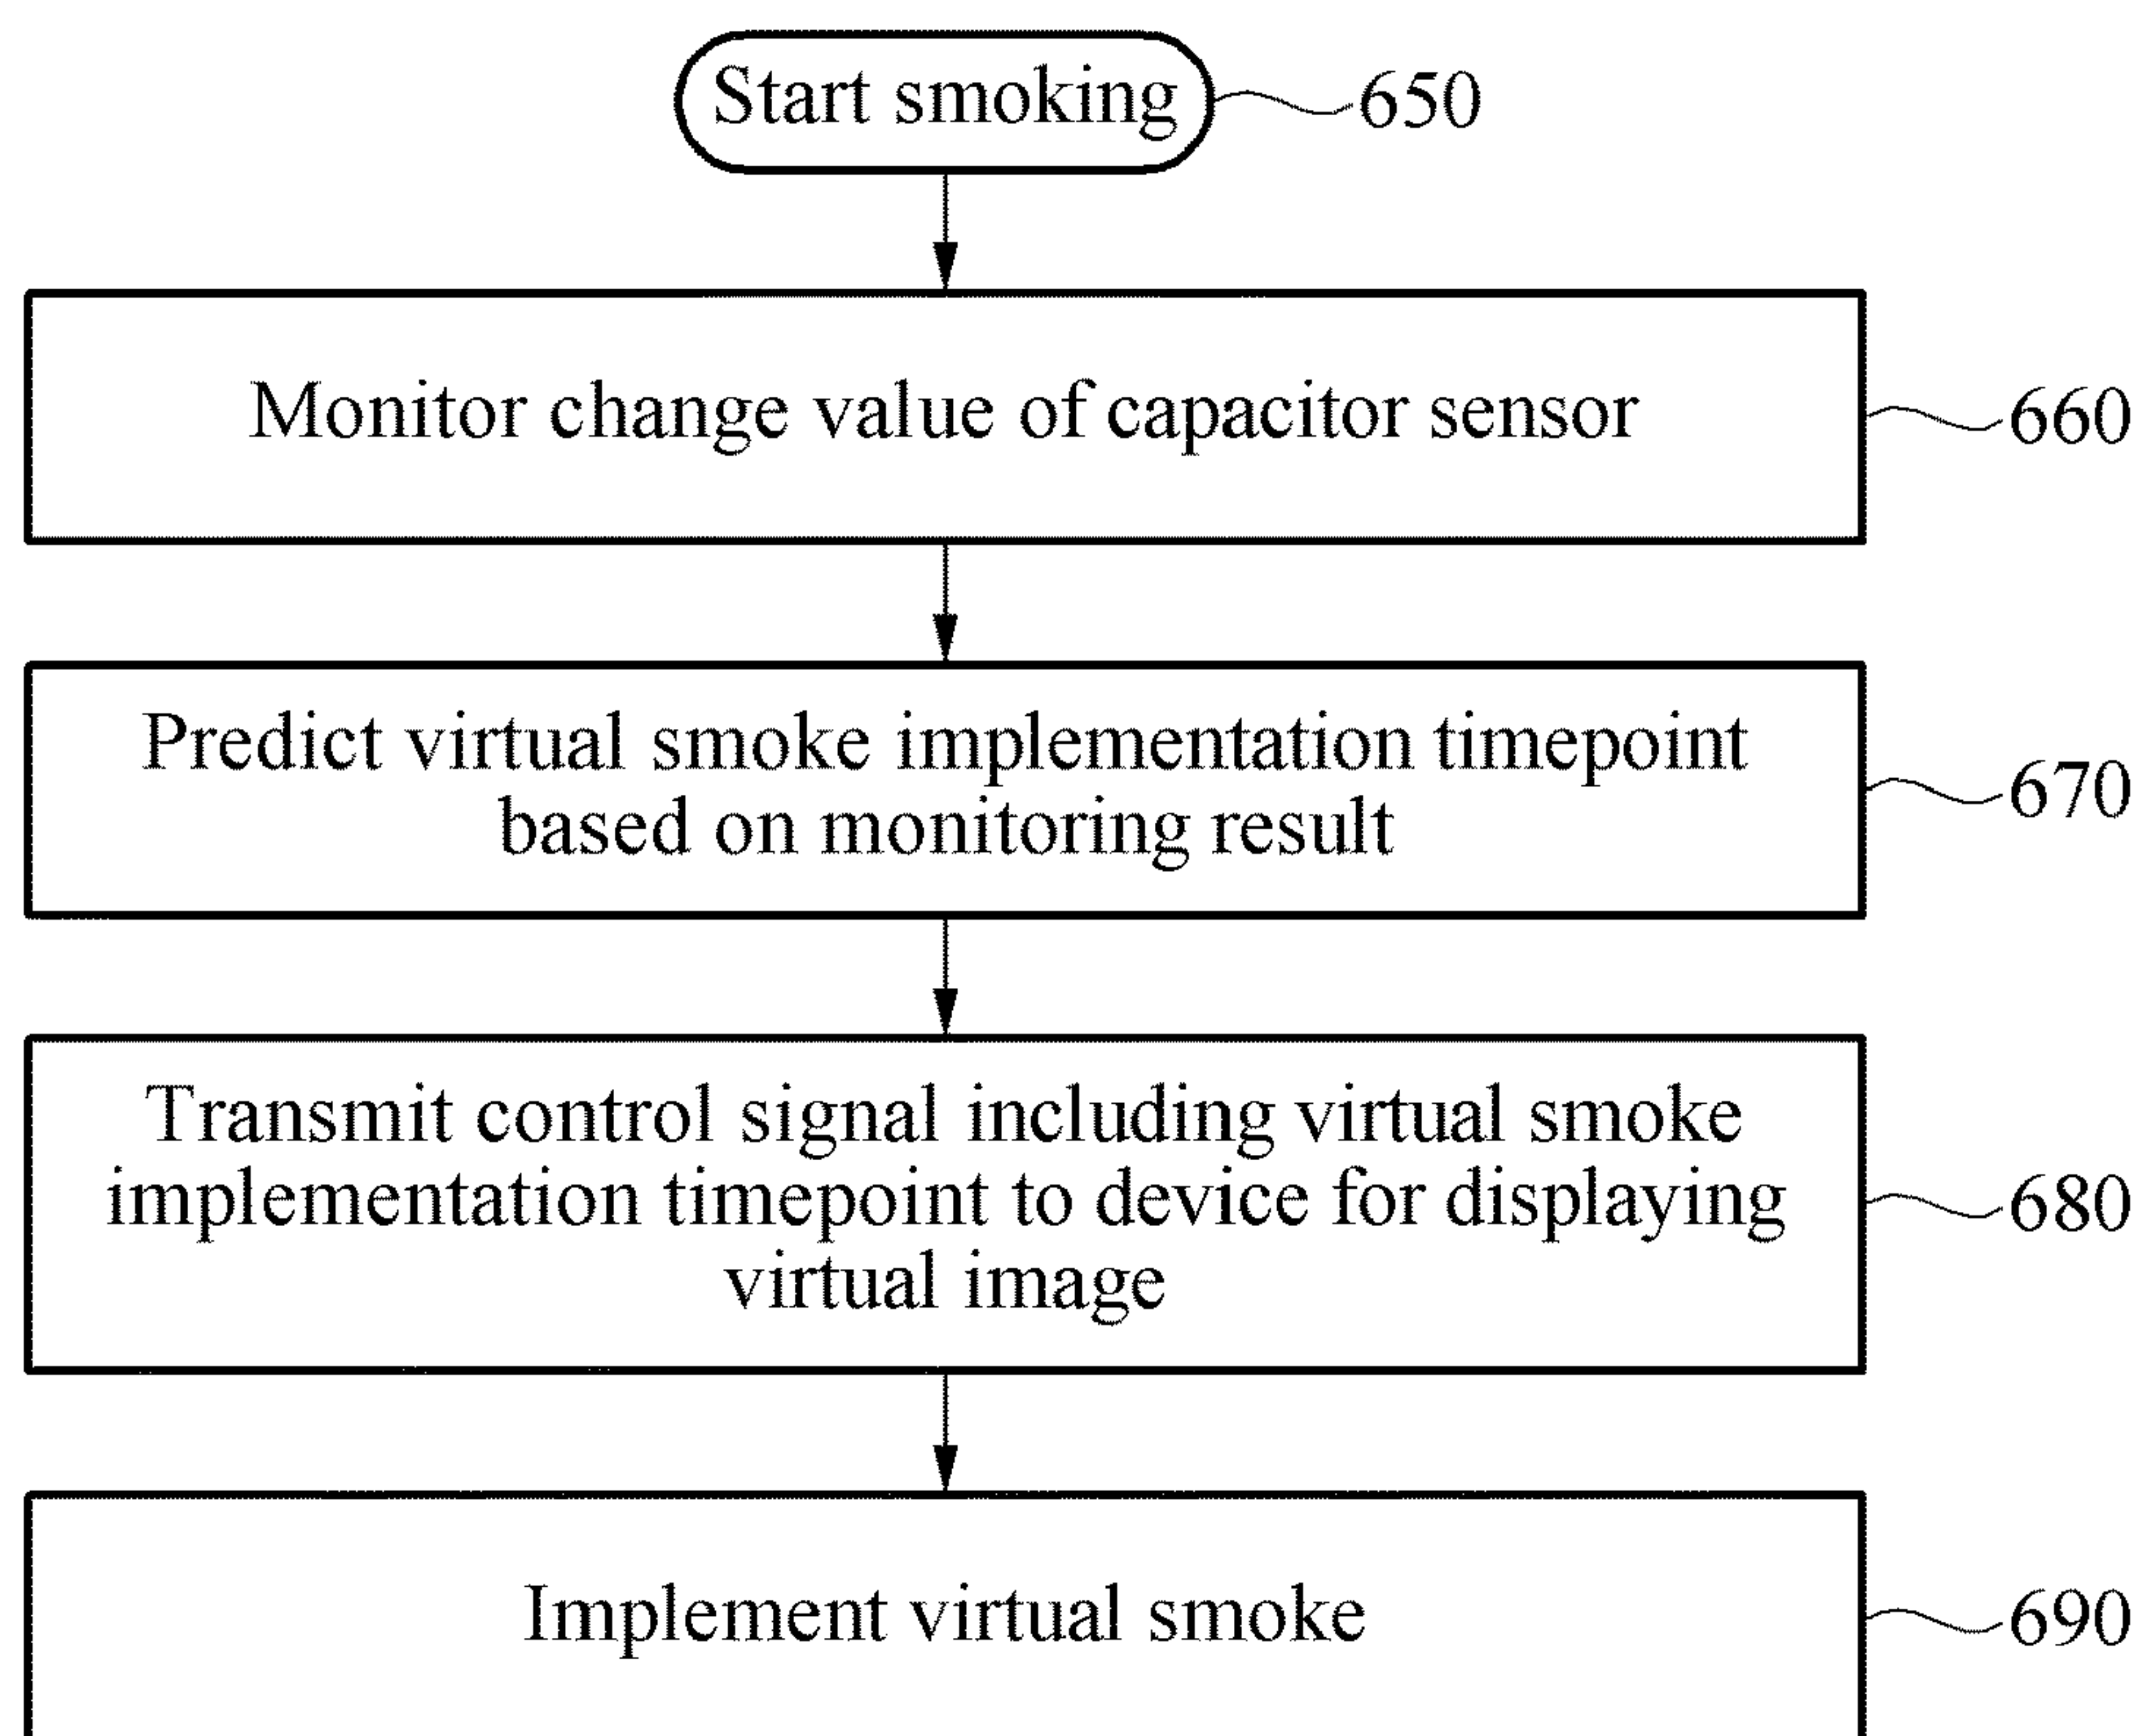 Start smoking
650
Monitor change value of capacitor sensor
660
Predict virtual smoke implementation timepoint
based on monitoring result
670
Transmit control signal including virtual smoke
implementation timepoint to device for displaying
virtual image
680
Implement virtual smoke
690